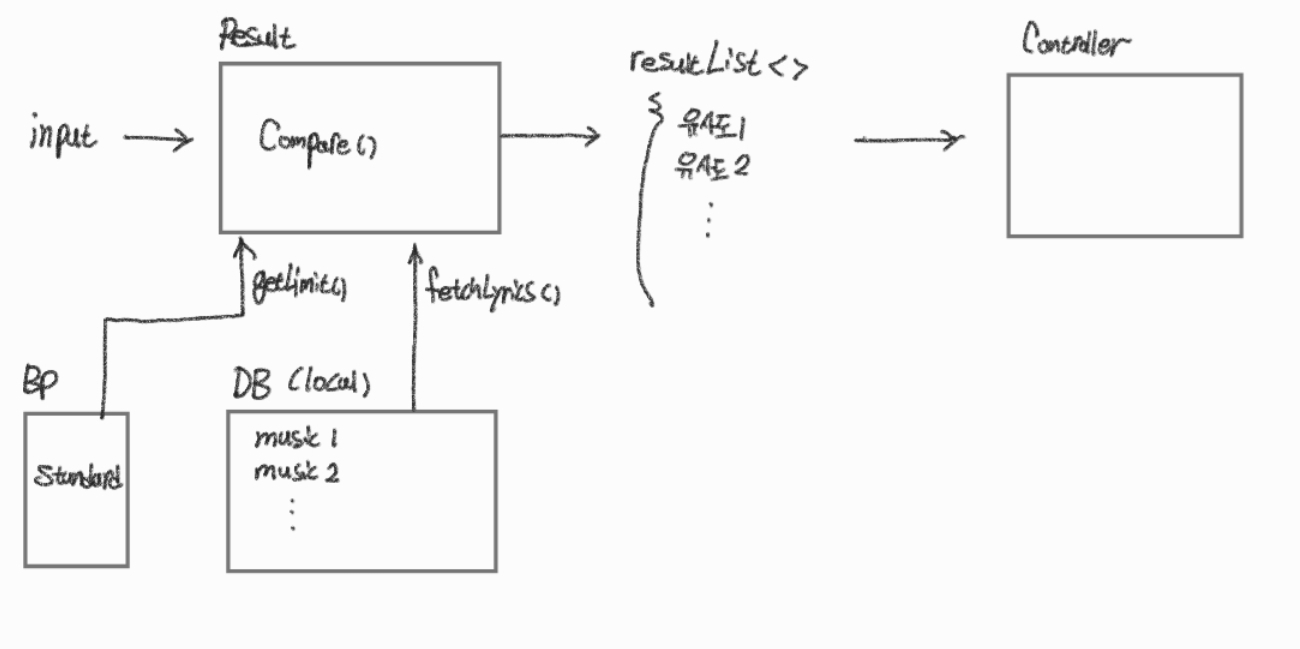 Result
input
Compare()
resultList<>
유사도1
유사도2
Controller
getLimit()
fetchLyrics()
BP
Standard
DB (local)
music 1
music 2